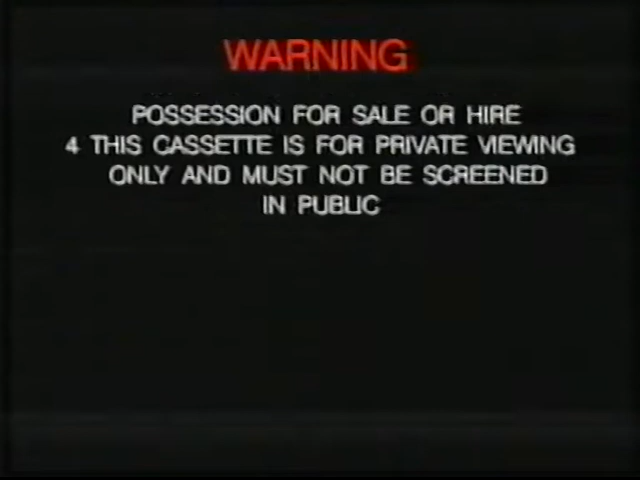 WARNING
POSSESSION FOR SALE OR HIRE
4 THIS CASSETTE IS FOR PRIVATE VIEWING
ONLY AND MUST NOT BE SCREENED
IN PUBLIC